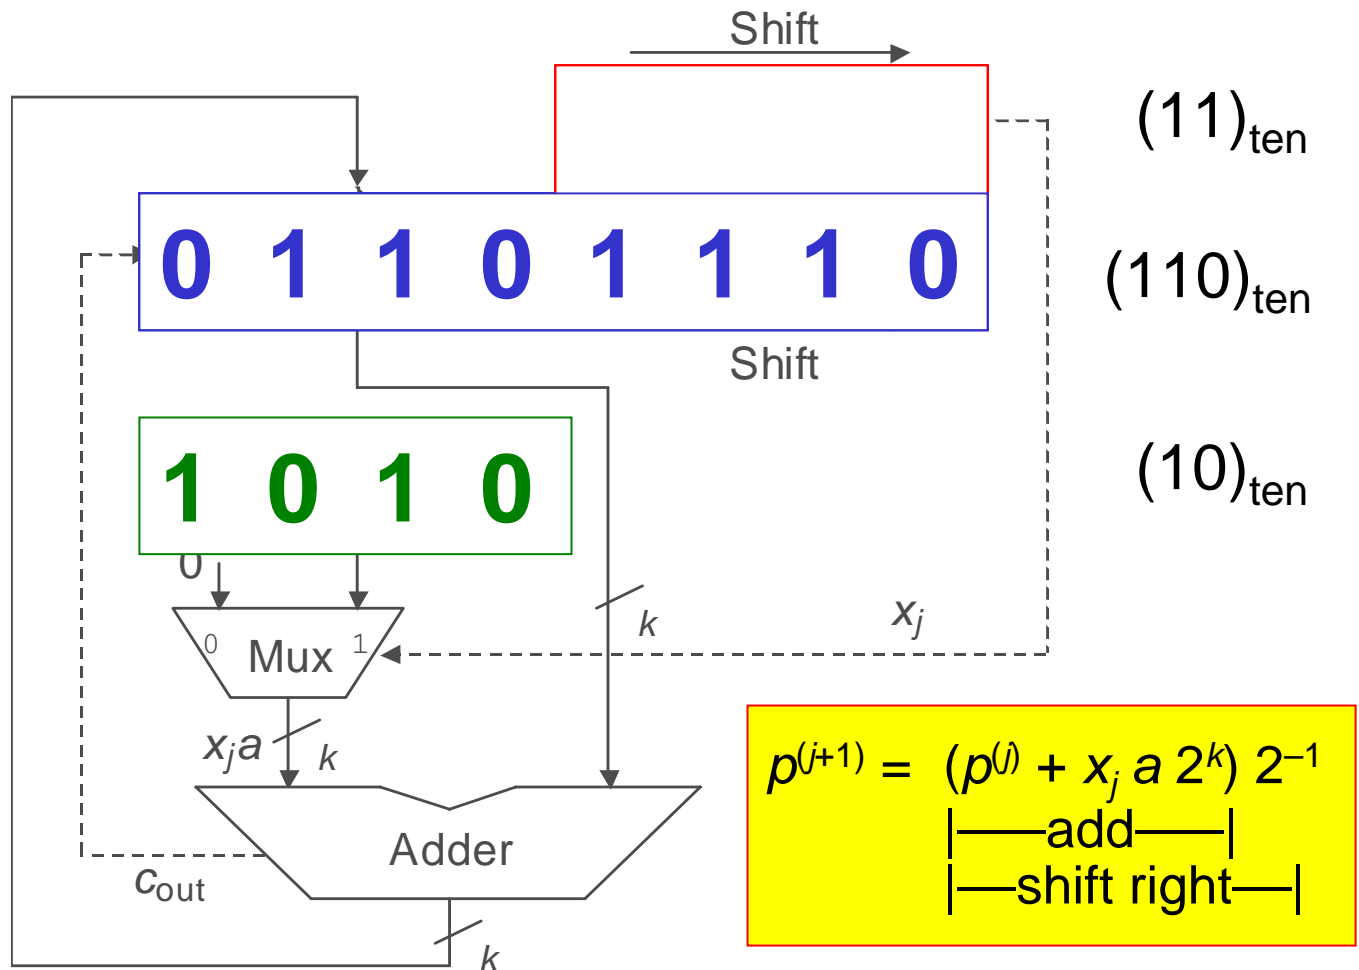 Shift
(11)ten
0 1 1 0 1 1 1 0
(110)ten
Shift
1 0 1 0
(10)ten
0
0 Mux 1
k
xj
xja
k
Adder
cout
k
p(j+1) = (p(j) + xj a 2k) 2–1
|——add——|
|—shift right—|